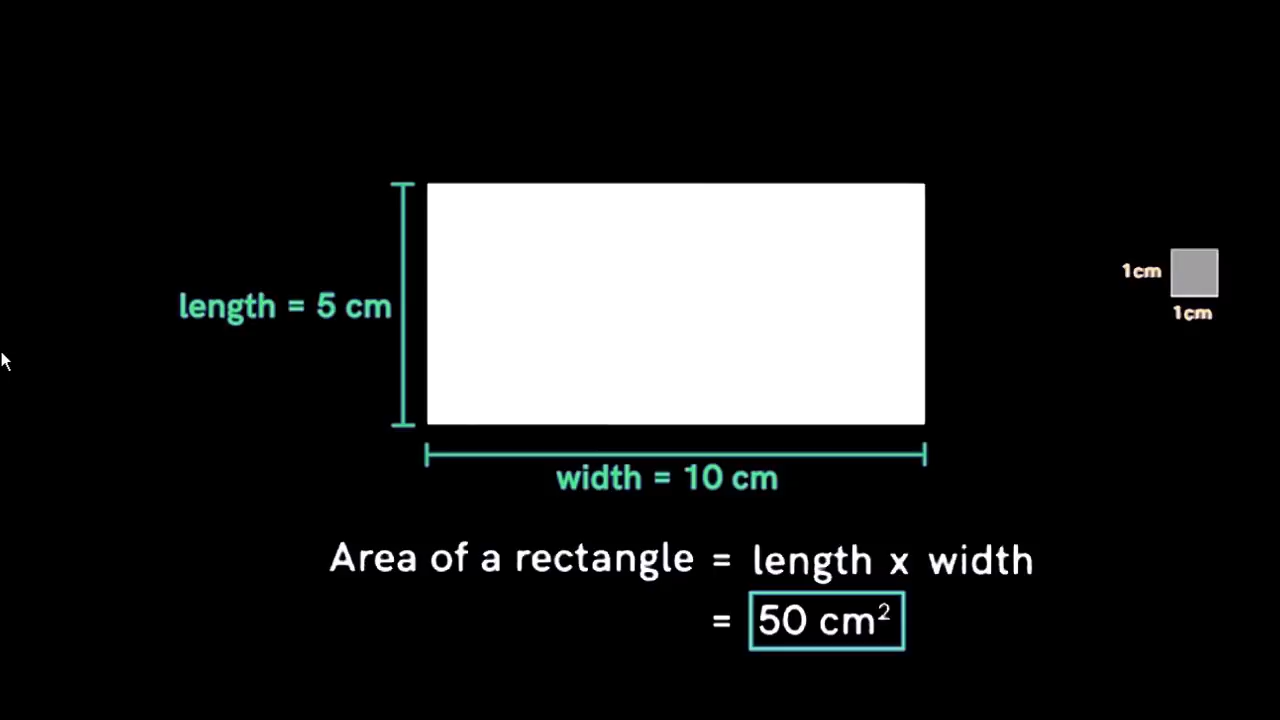 length = 5 cm
1cm
1cm
width = 10 cm
Area of a rectangle = length x width
= 50 cm²